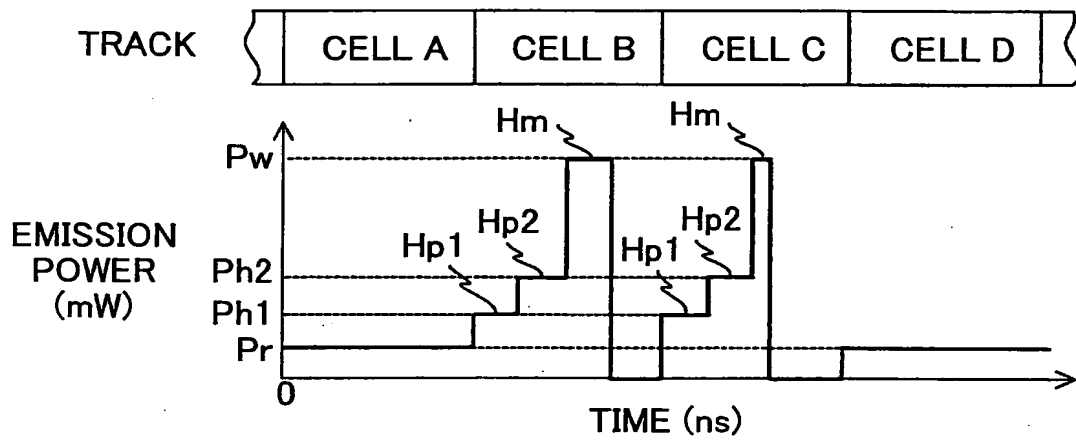 TRACK CELL A CELL B CELL C CELL D
Hm Hm
Pw
Hp2 Hp2
Hp1 Hp1
EMISSION
POWER
(mW)
Ph2
Ph1
Pr
0
TIME (ns)